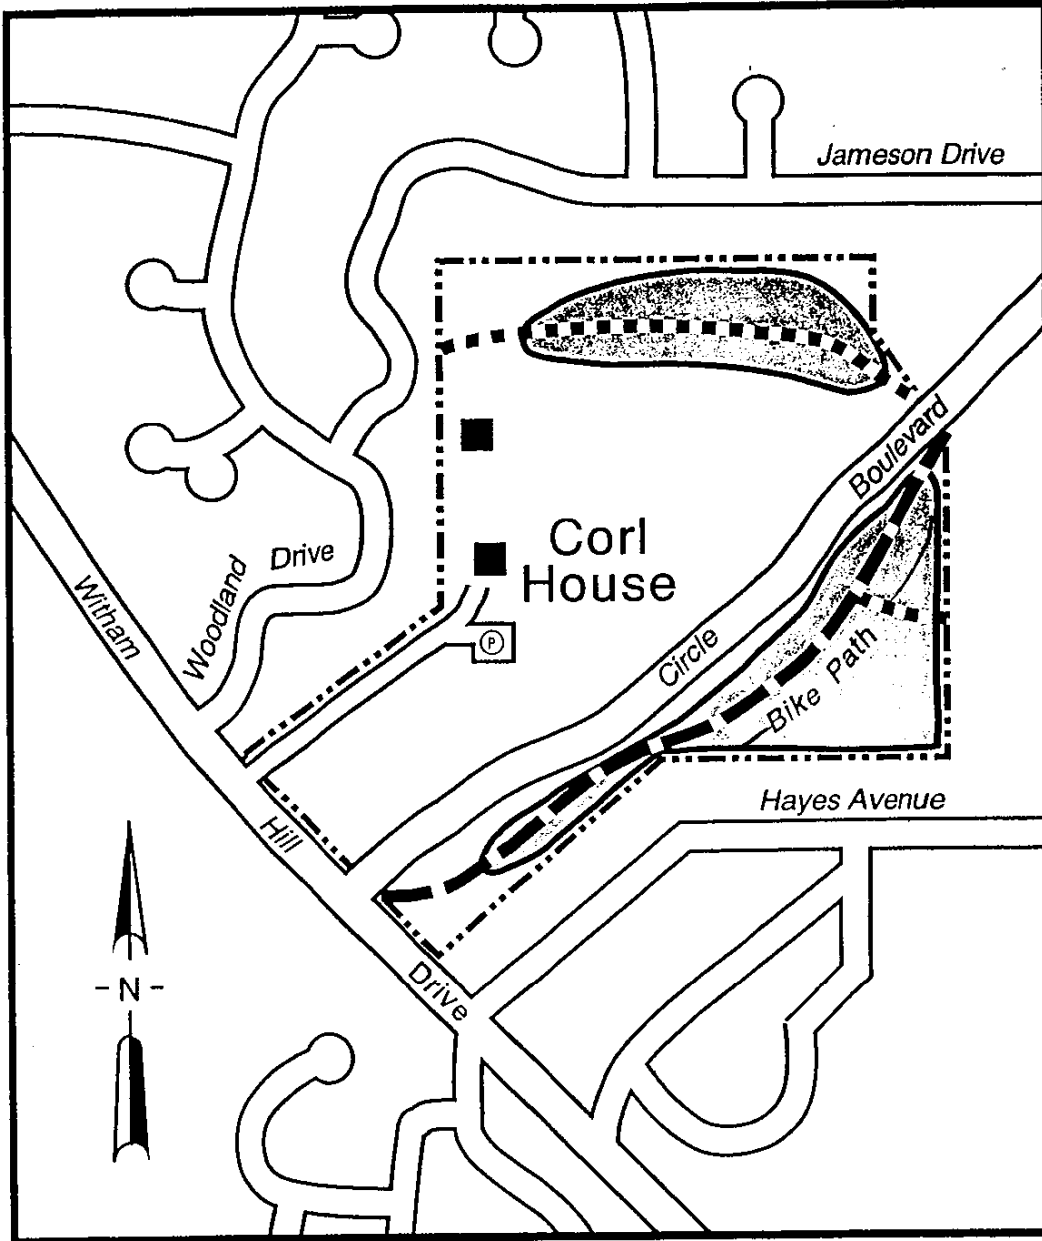 Jameson Drive
Boulevard
Corl
House
Woodland Drive
Witham
Circle
P
Bike Path
Hayes Avenue
Hill
Drive
- N -